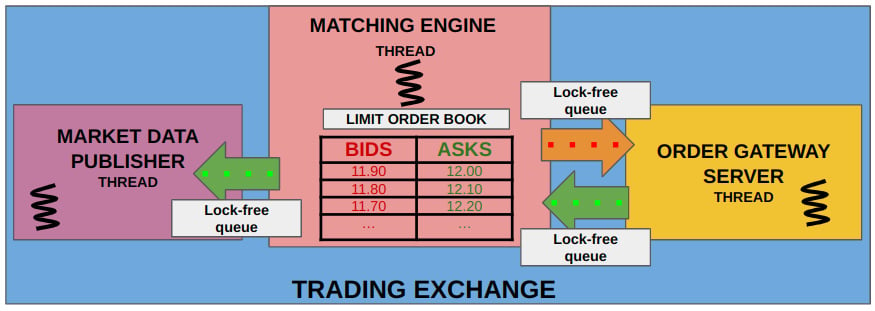 MATCHING ENGINE
THREAD
LIMIT ORDER BOOK
BIDS ASKS
11.90 12.00
11.80 12.10
11.70 12.20
... ...
MARKET DATA
PUBLISHER
THREAD
Lock-free
queue
Lock-free
queue
ORDER GATEWAY
SERVER
THREAD
Lock-free
queue
TRADING EXCHANGE